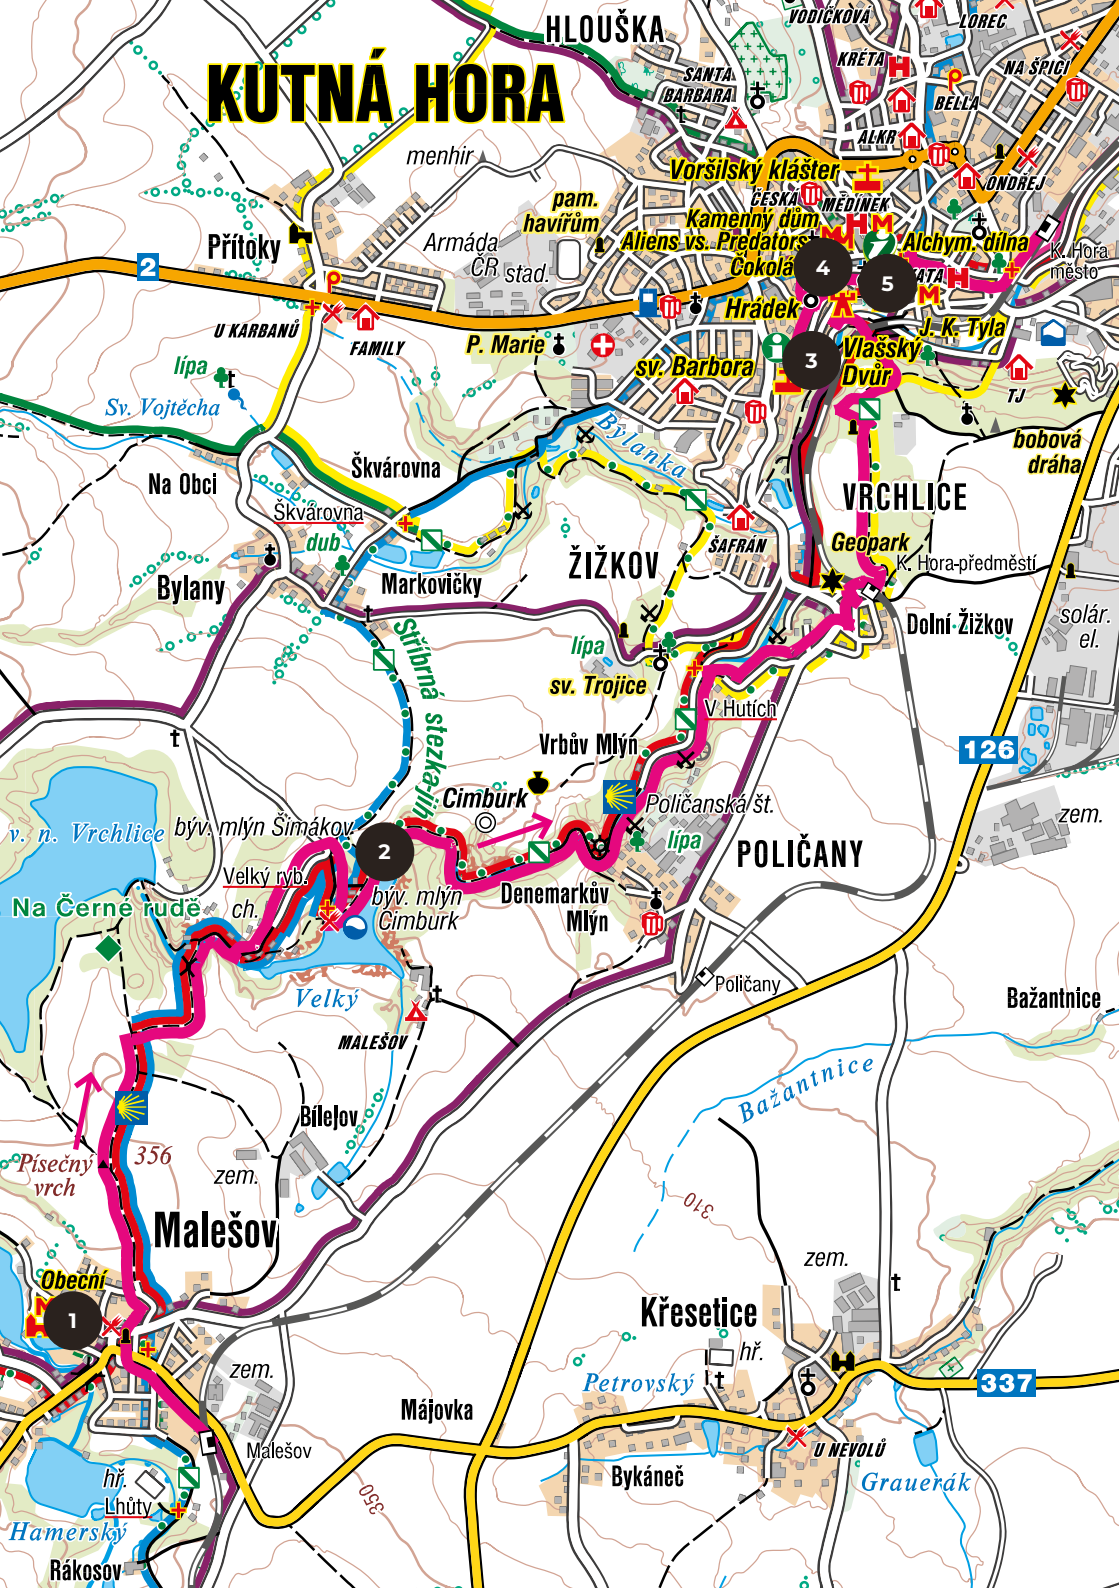 HLOUŠKA
VODIČKOVÁ
LOREC
KUTNÁ HORA
KRÉTA
NA ŠPICI
SANTA
BARBARA
BELLA
menhir
ALKR
Voršilský klášter
ONDŘEJ
pam.
havířům
ČESKÁ
MĚDÍNEK
Kamenný dům
Přítoky
Armáda
ČR
stad.
Aliens vs. Predators
Alchym. dílna
K. Hora
město
2
Čokolá
4
5
KATA
Hrádek
U KARBANŮ
FAMILY
P. Marie
J. K. Tyla
lípa
sv. Barbora
3
Vlašský
Dvůr
TJ
Sv. Vojtěcha
Bylanka
bobová
dráha
Na Obci
Škvárovna
VRCHLICE
Škvárovna
dub
ŠAFRÁN
Geopark
Bylany
Markovičky
ŽIŽKOV
K. Hora-předměstí
Dolní Žižkov
solár.
el.
Stříbrná stezka-jih
lípa
sv. Trojice
V Hutích
Vrbův Mlýn
126
Cimburk
Poličanská št.
zem.
v. n. Vrchlice
býv. mlýn Šimákov
2
lípa
POLIČANY
Velký ryb.
býv. mlýn
Cimburk
Denemarkův
Mlýn
Na Černé rudě
ch.
Poličany
Velký
Bažantnice
MALEŠOV
Bažantnice
Bílejov
Písečný
vrch
356
zem.
310
Malešov
zem.
Obecní
1
Křesetice
zem.
hř.
Petrovský
337
Májovka
Malešov
U NEVOLŮ
hř.
Lhůty
350
Bykáneč
Grauerák
Hamerský
Rákosov